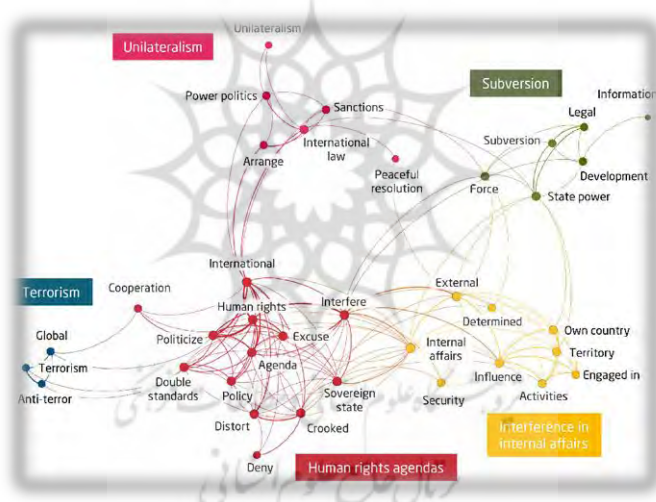 Unilateralism
Unilateralism
Power politics
Sanctions
International
law
Arrange
Peaceful
resolution
Subversion
Information
Legal
Subversion
Development
Force
State power
International
Cooperation
Terrorism
Human rights
Interfere
External
Determined
Politicize
Excuse
Own country
Global
Agenda
Internal
affairs
Territory
Terrorism
Double
standards
Policy
Sovereign
state
Influence
Engaged in
Anti-terror
Security
Activities
Distort
Crooked
Interference in
internal affairs
Deny
Human rights agendas